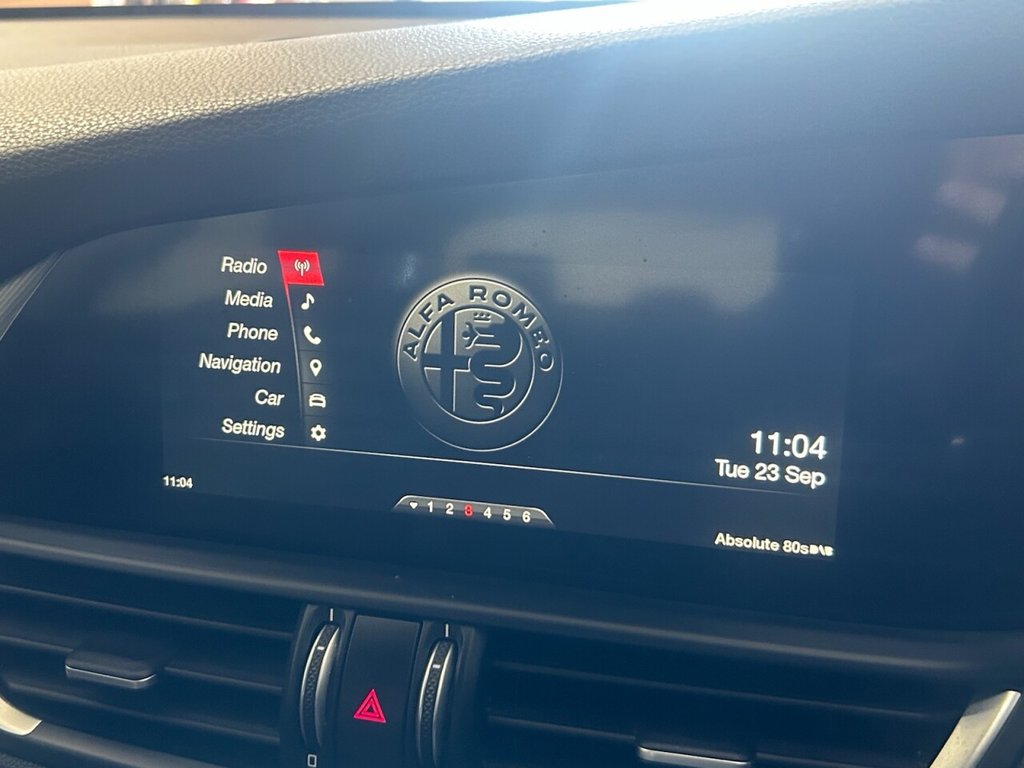 Radio
Media
Phone
Navigation
Car
Settings
ALFA ROMEO
11:04
Tue 23 Sep
11:04
1 2 3 4 5 6
Absolute 80s DAB